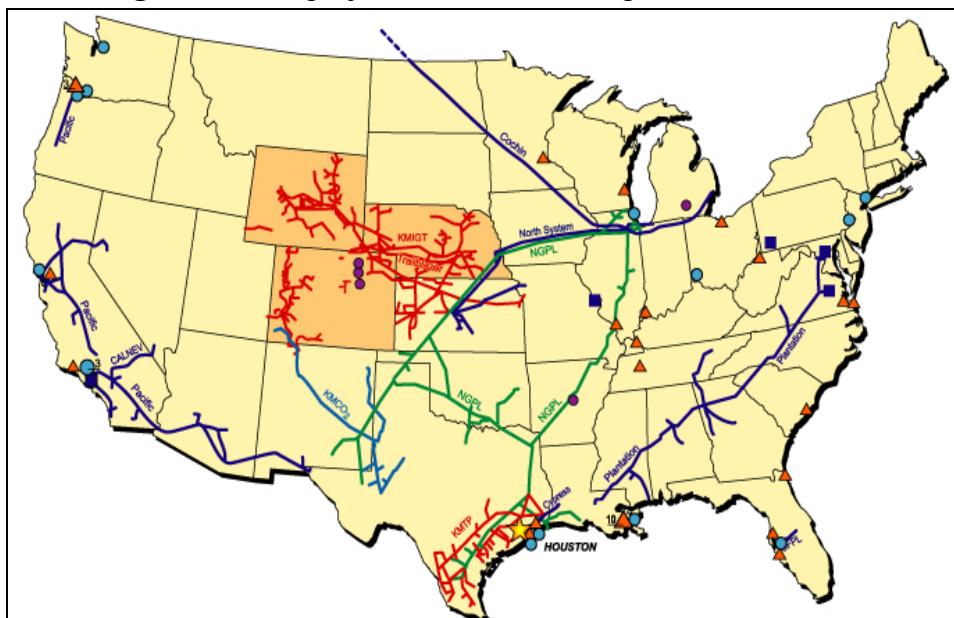 Pacific
Cochin
North System
NGPL
KMIGT
Trailblazer
Pacific
CALNEV
3
Pacific
KMCO2
NGPL
NGPL
Plantation
Plantation
Cypress
KMTP
10
HOUSTON